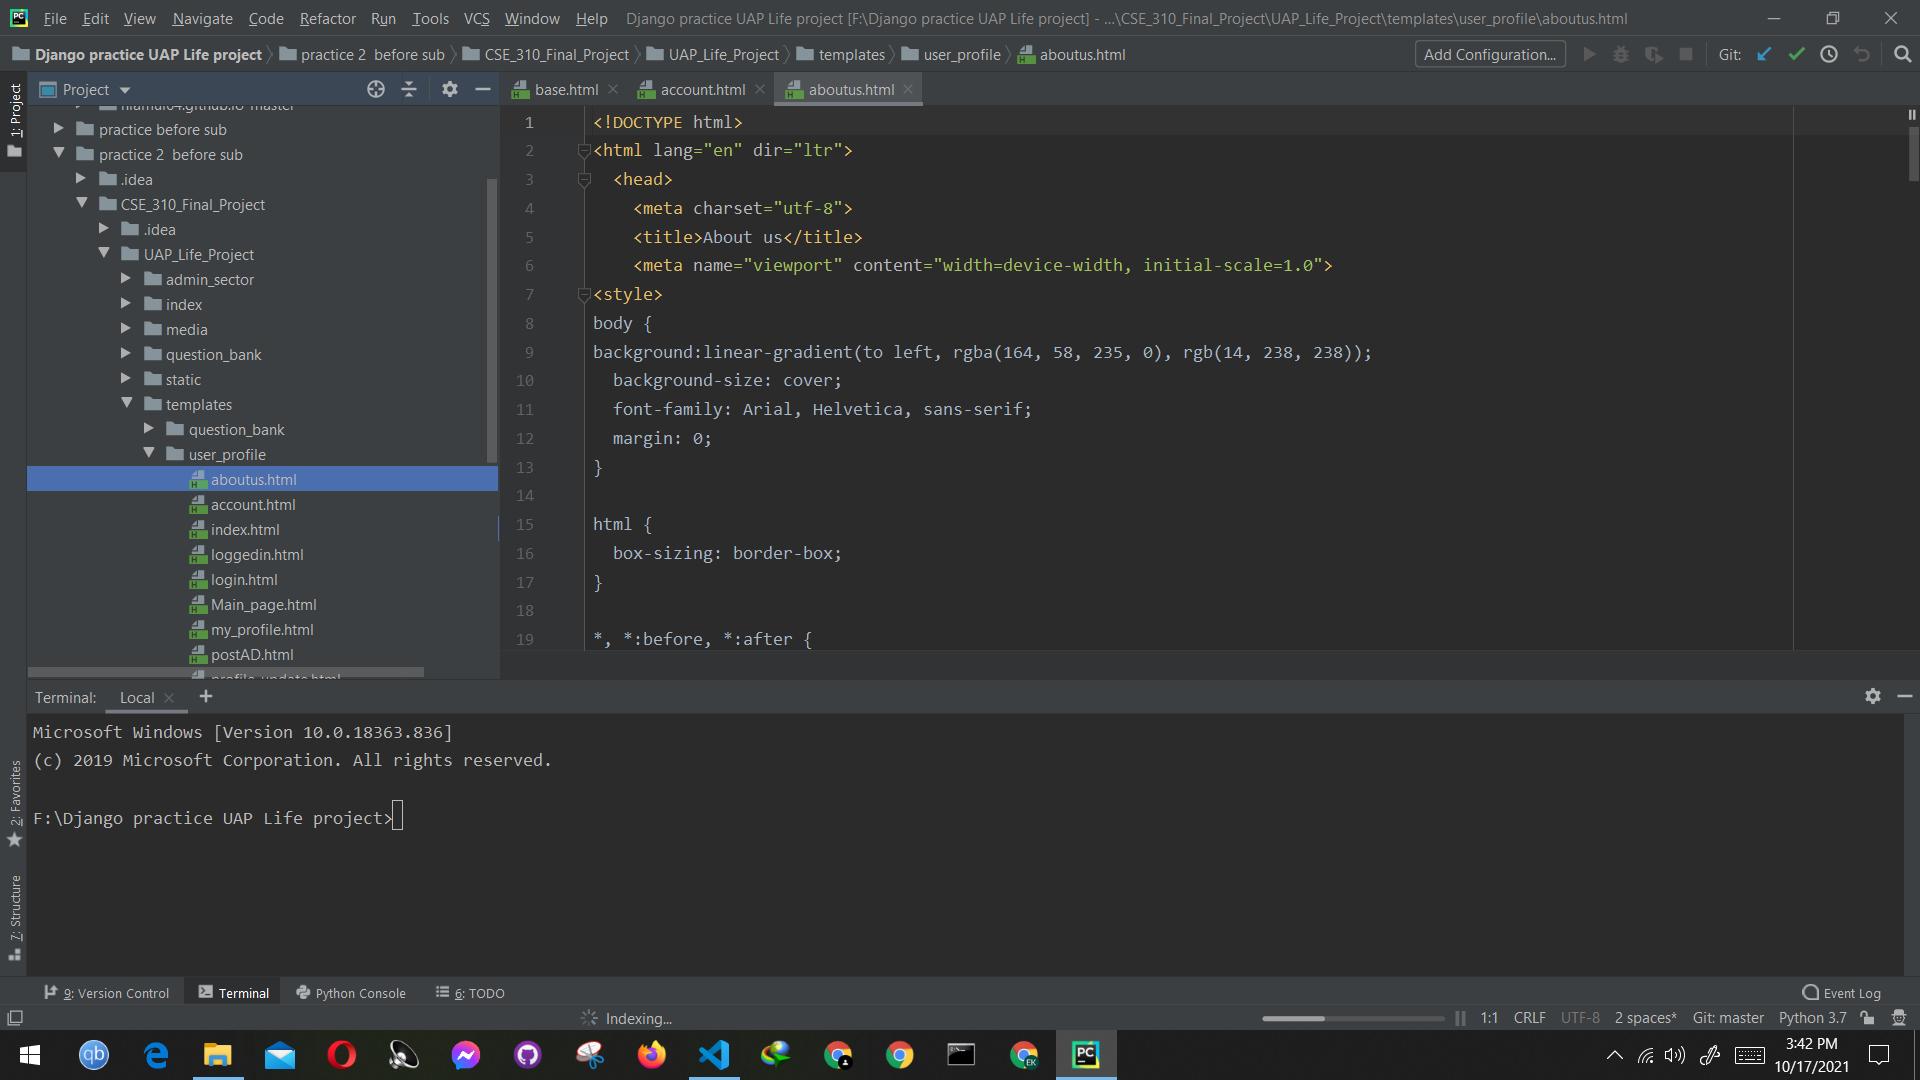 File Edit View Navigate Code Refactor Run Tools VCS Window Help Django practice UAP Life project [F:\Django practice UAP Life project] - ...\CSE_310_Final_Project\UAP_Life_Project\templates\user_profile\aboutus.html
Django practice UAP Life project practice 2 before sub CSE_310_Final_Project UAP_Life_Project templates user_profile aboutus.html Add Configuration... Git:
1: Project
Project
practice before sub
practice 2 before sub
.idea
CSE_310_Final_Project
.idea
UAP_Life_Project
admin_sector
index
media
question_bank
static
templates
question_bank
user_profile
aboutus.html
account.html
index.html
loggedin.html
login.html
Main_page.html
my_profile.html
postAD.html
profile_update.html
base.html account.html aboutus.html
1 <!DOCTYPE html>
2 <html lang="en" dir="ltr">
3 <head>
4 <meta charset="utf-8">
5 <title>About us</title>
6 <meta name="viewport" content="width=device-width, initial-scale=1.0">
7 <style>
8 body {
9 background:linear-gradient(to left, rgba(164, 58, 235, 0), rgb(14, 238, 238));
10 background-size: cover;
11 font-family: Arial, Helvetica, sans-serif;
12 margin: 0;
13 }
14
15 html {
16 box-sizing: border-box;
17 }
18
19 *, *:before, *:after {
Terminal: Local
Microsoft Windows [Version 10.0.18363.836]
(c) 2019 Microsoft Corporation. All rights reserved.
F:\Django practice UAP Life project>
2: Favorites
7: Structure
9: Version Control Terminal Python Console 6: TODO Event Log
Indexing... 1:1 CRLF UTF-8 2 spaces* Git: master Python 3.7
qb EK PC 3:42 PM
10/17/2021